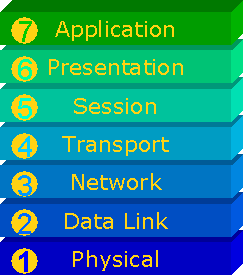 7 Application
6 Presentation
5 Session
4 Transport
3 Network
2 Data Link
1 Physical